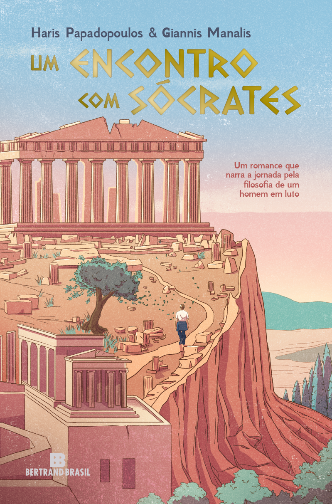 Haris Papadopoulos & Giannis Manalis
UM ENCONTRO
COM SÓCRATES
Um romance que
narra a jornada pela
filosofia de um
homem em luto
BERTRAND BRASIL